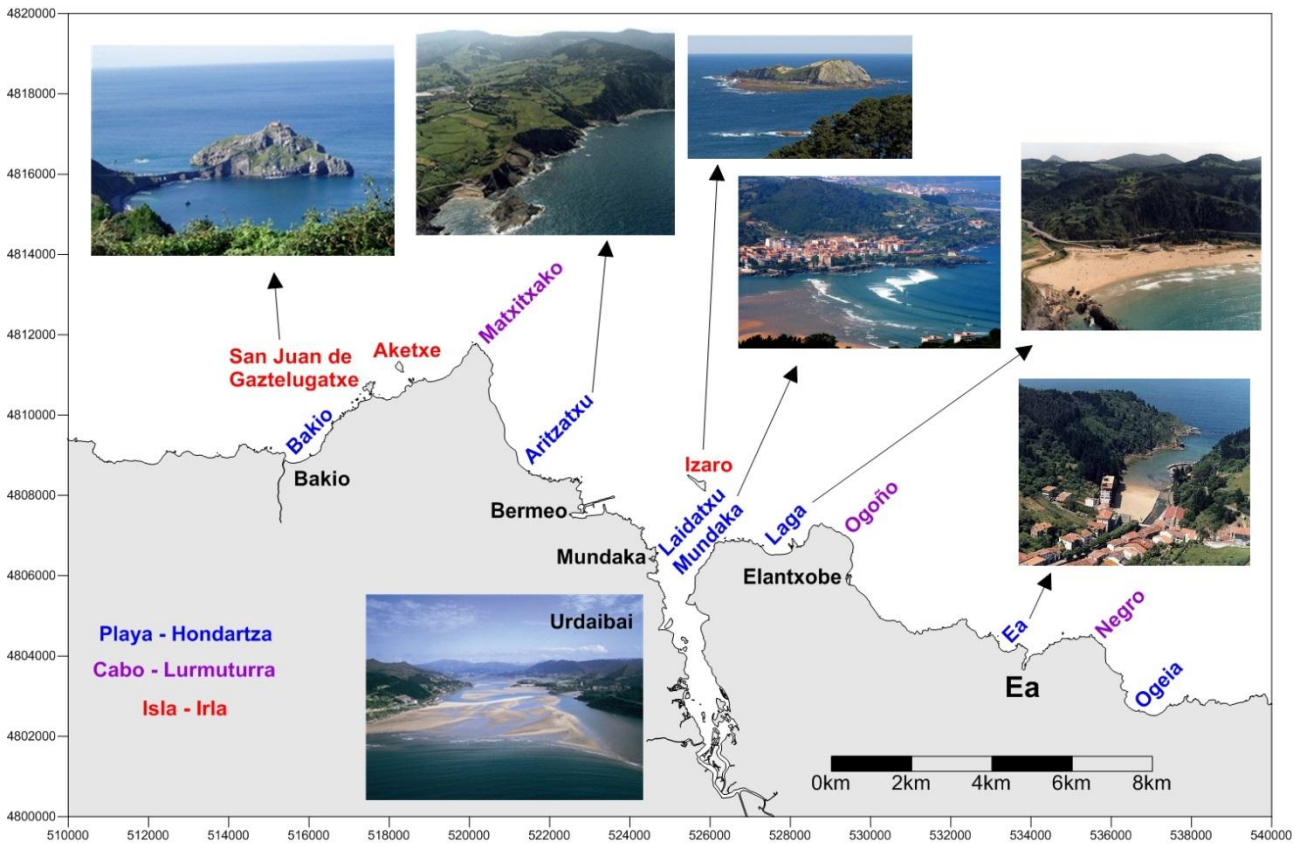 4820000
4818000
4816000
4814000
4812000
4810000
4808000
4806000
4804000
4802000
4800000
Matxitxako
San Juan de
Gaztelugatxe
Aketxe
Bakio
Bakio
Aritzatxu
Bermeo
Mundaka
Izaro
Laidatxu
Mundaka
Laga
Ogoño
Elantxobe
Urdaibai
Ea
Ea
Negro
Ogeia
Playa - Hondartza
Cabo - Lurmuturra
Isla - Irla
0km 2km 4km 6km 8km
510000 512000 514000 516000 518000 520000 522000 524000 526000 528000 530000 532000 534000 536000 538000 540000